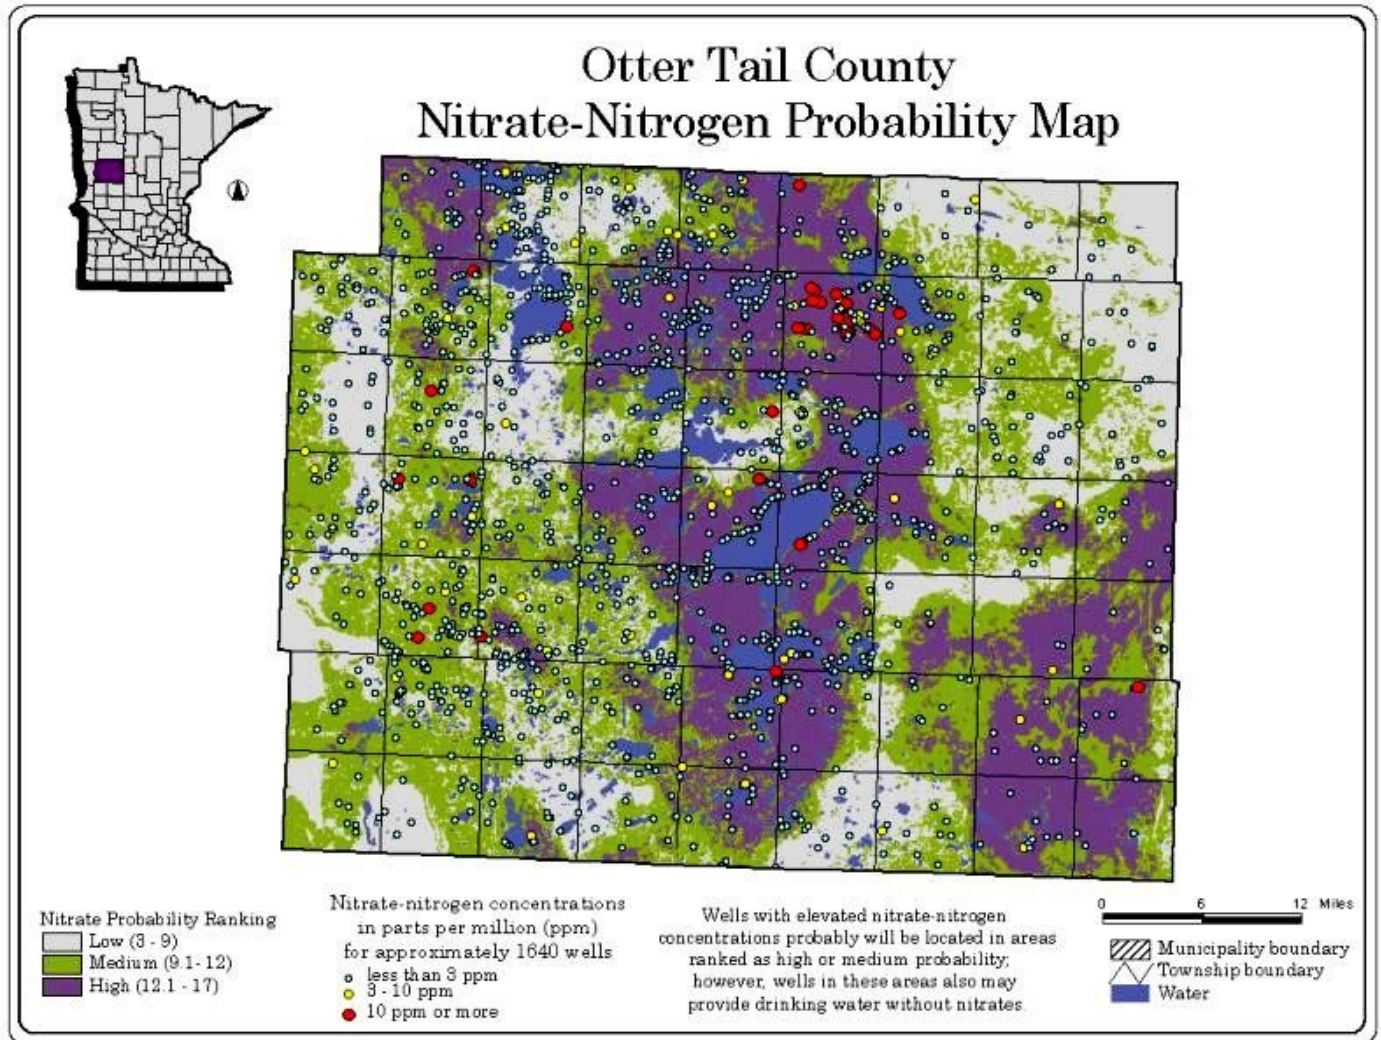 Otter Tail County
Nitrate-Nitrogen Probability Map
Nitrate Probability Ranking
Low (3 - 9)
Medium (9.1- 12)
High (12.1 - 17)
Nitrate-nitrogen concentrations
in parts per million (ppm)
for approximately 1640 wells
less than 3 ppm
3 - 10 ppm
10 ppm or more
Wells with elevated nitrate-nitrogen
concentrations probably will be located in areas
ranked as high or medium probability;
however, wells in these areas also may
provide drinking water without nitrates.
0 6 12 Miles
Municipality boundary
Township boundary
Water